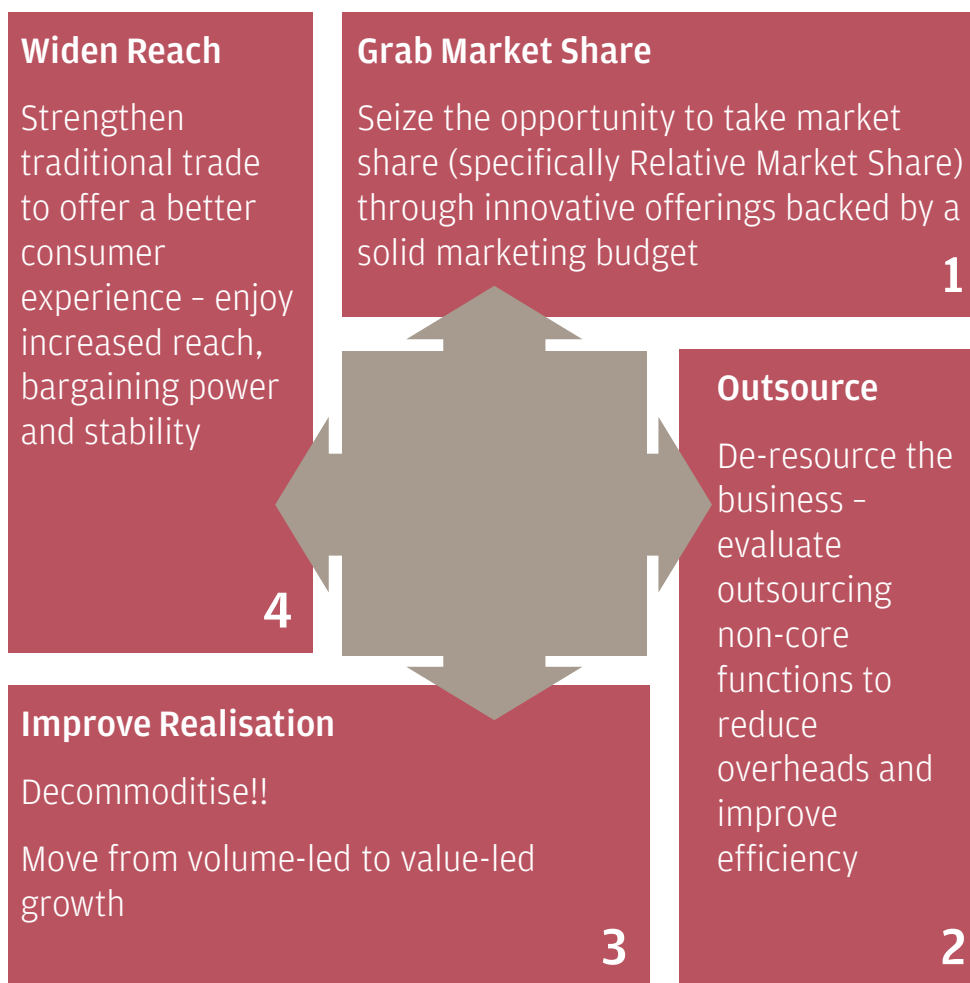 Widen Reach
Strengthen
traditional trade
to offer a better
consumer
experience – enjoy
increased reach,
bargaining power
and stability
4
Grab Market Share
Seize the opportunity to take market
share (specifically Relative Market Share)
through innovative offerings backed by a
solid marketing budget
1
Outsource
De-resource the
business –
evaluate
outsourcing
non-core
functions to
reduce
overheads and
improve
efficiency
2
Improve Realisation
Decommoditise!!
Move from volume-led to value-led
growth
3